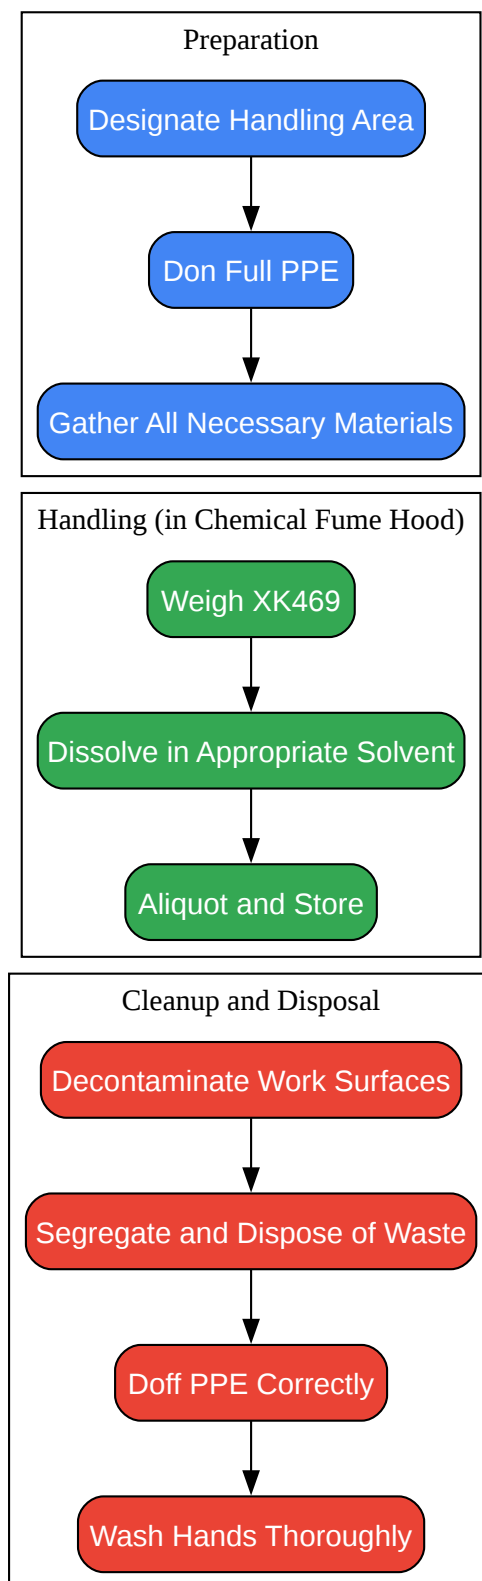 Preparation
Designate Handling Area
Don Full PPE
Gather All Necessary Materials
Handling (in Chemical Fume Hood)
Weigh XK469
Dissolve in Appropriate Solvent
Aliquot and Store
Cleanup and Disposal
Decontaminate Work Surfaces
Segregate and Dispose of Waste
Doff PPE Correctly
Wash Hands Thoroughly